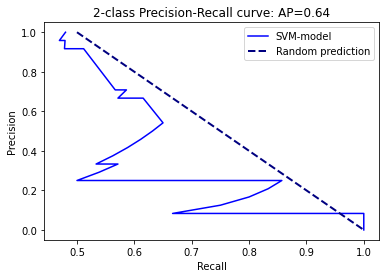 2-class Precision-Recall curve: AP=0.64
SVM-model
Random prediction
1.0
0.8
0.6
0.4
0.2
0.0
Precision
0.5 0.6 0.7 0.8 0.9 1.0
Recall